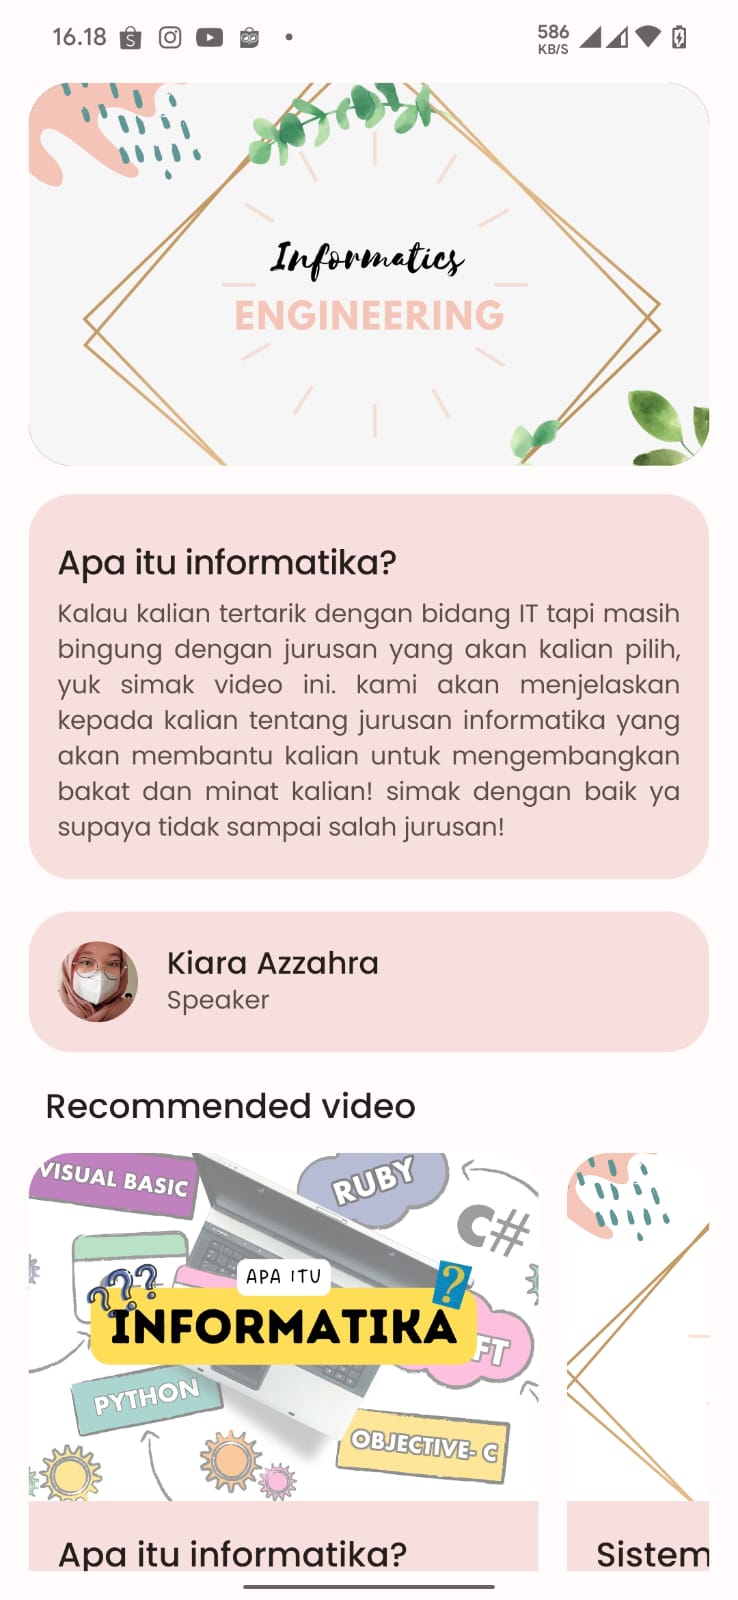 16.18
586
KB/S
Informatics
ENGINEERING
Apa itu informatika?
Kalau kalian tertarik dengan bidang IT tapi masih
bingung dengan jurusan yang akan kalian pilih,
yuk simak video ini. kami akan menjelaskan
kepada kalian tentang jurusan informatika yang
akan membantu kalian untuk mengembangkan
bakat dan minat kalian! simak dengan baik ya
supaya tidak sampai salah jurusan!
Kiara Azzahra
Speaker
Recommended video
VISUAL BASIC
RUBY
C#
APA ITU
???
?
INFORMATIKA
FT
PYTHON
OBJECTIVE- C
Apa itu informatika?
Sistem